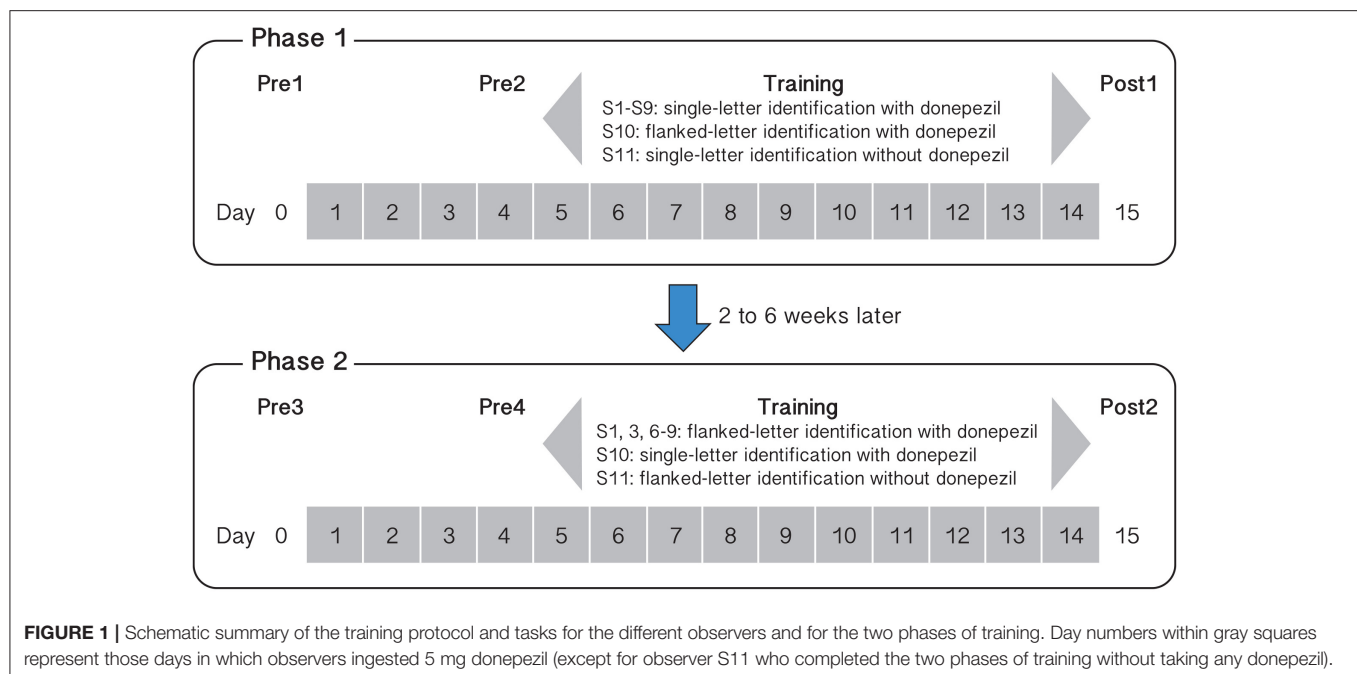 Phase 1
Pre1 Pre2 Training Post1
S1-S9: single-letter identification with donepezil
S10: flanked-letter identification with donepezil
S11: single-letter identification without donepezil
Day 0 1 2 3 4 5 6 7 8 9 10 11 12 13 14 15
2 to 6 weeks later
Phase 2
Pre3 Pre4 Training Post2
S1, 3, 6-9: flanked-letter identification with donepezil
S10: single-letter identification with donepezil
S11: flanked-letter identification without donepezil
Day 0 1 2 3 4 5 6 7 8 9 10 11 12 13 14 15
FIGURE 1 | Schematic summary of the training protocol and tasks for the different observers and for the two phases of training. Day numbers within gray squares
represent those days in which observers ingested 5 mg donepezil (except for observer S11 who completed the two phases of training without taking any donepezil).